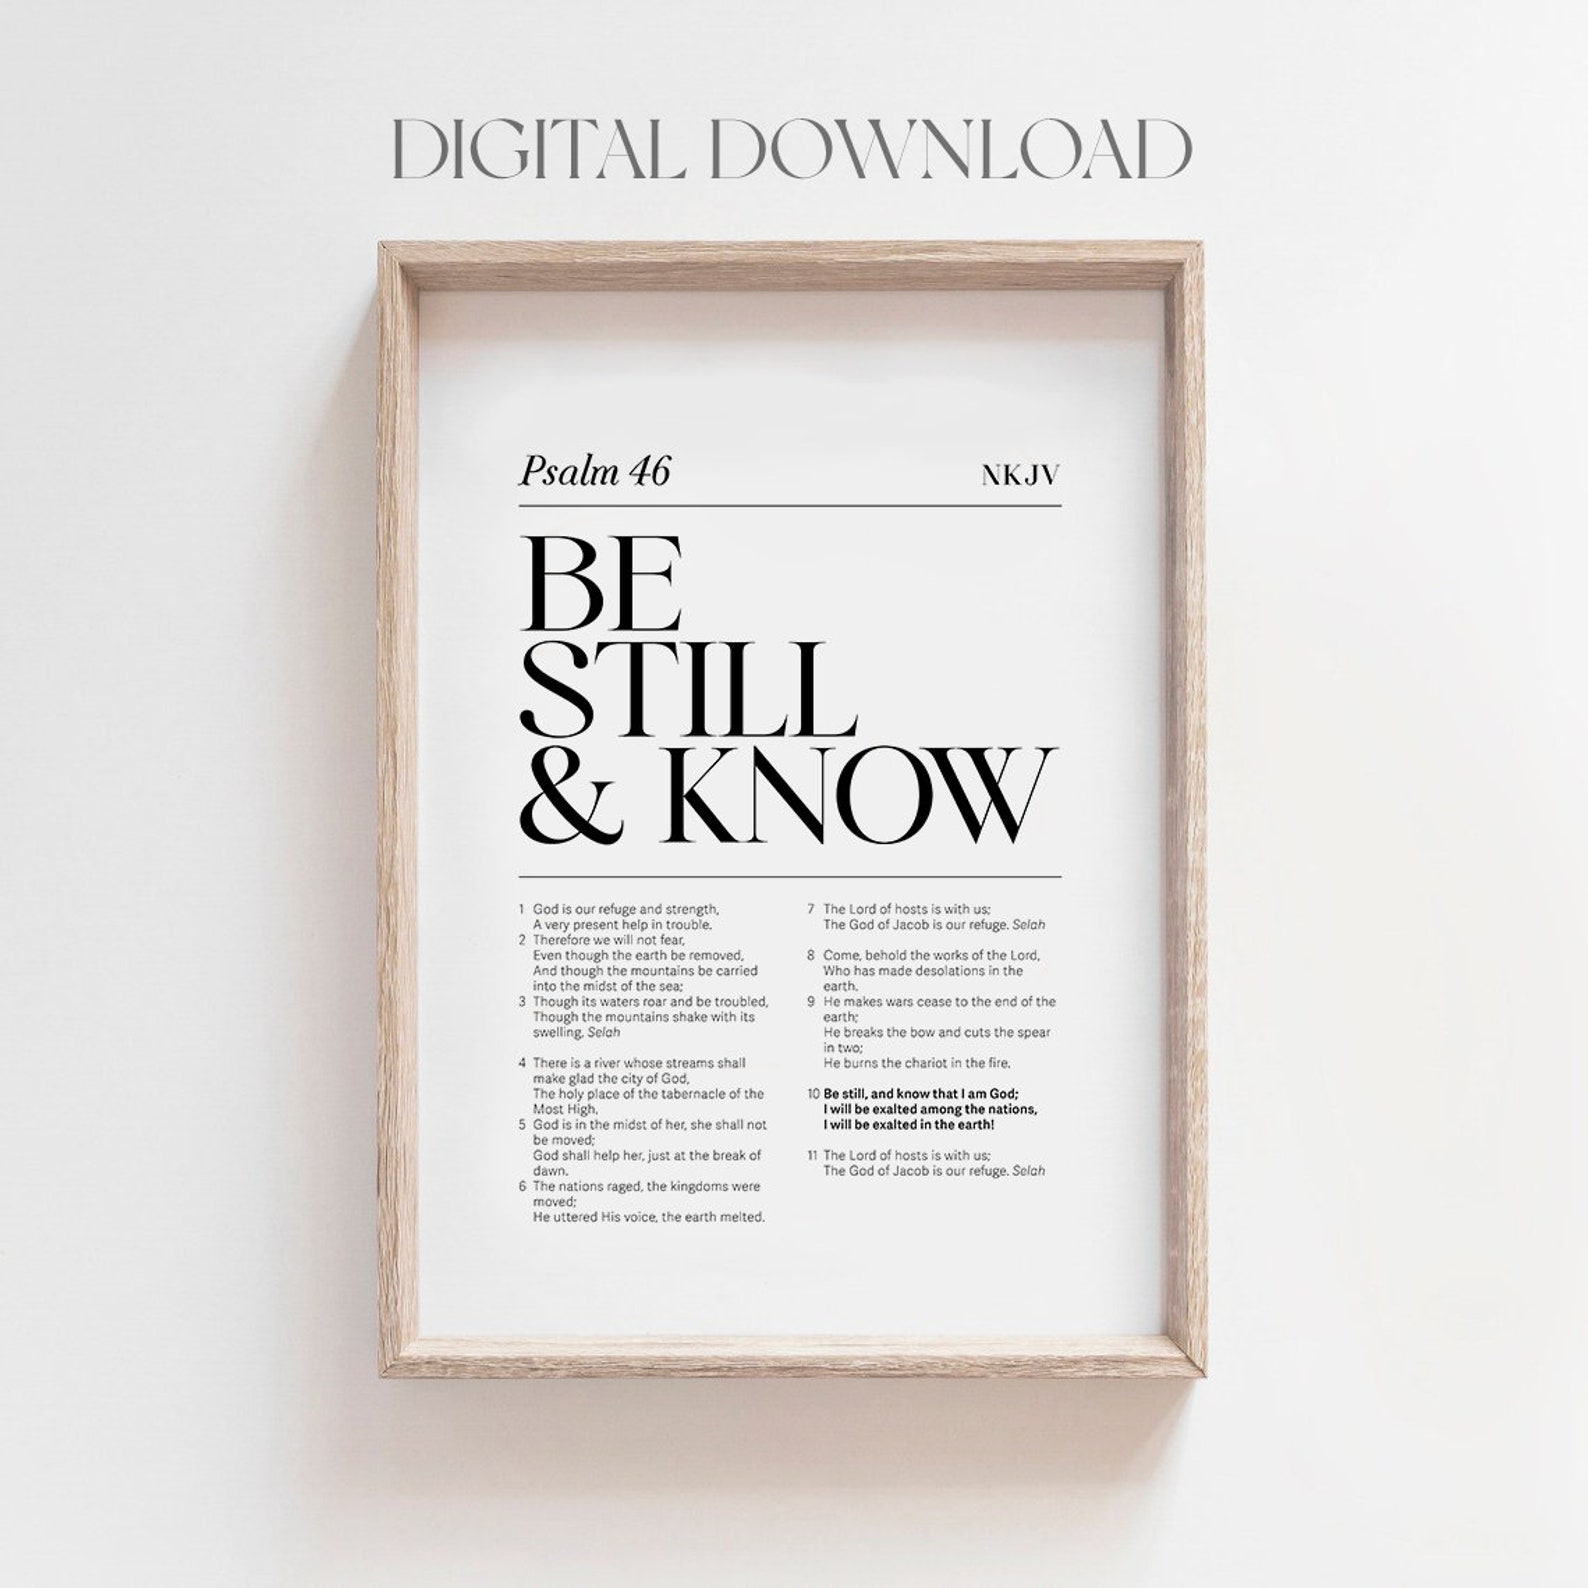 DIGITAL DOWNLOAD
Psalm 46 NKJV
BE
STILL
& KNOW
1 God is our refuge and strength,
A very present help in trouble.
2 Therefore we will not fear,
Even though the earth be removed,
And though the mountains be carried
into the midst of the sea;
3 Though its waters roar and be troubled,
Though the mountains shake with its
swelling. Selah
4 There is a river whose streams shall
make glad the city of God,
The holy place of the tabernacle of the
Most High.
5 God is in the midst of her, she shall not
be moved;
God shall help her, just at the break of
dawn.
6 The nations raged, the kingdoms were
moved;
He uttered His voice, the earth melted.
7 The Lord of hosts is with us;
The God of Jacob is our refuge. Selah
8 Come, behold the works of the Lord,
Who has made desolations in the
earth.
9 He makes wars cease to the end of the
earth;
He breaks the bow and cuts the spear
in two;
He burns the chariot in the fire.
10 Be still, and know that I am God;
I will be exalted among the nations,
I will be exalted in the earth!
11 The Lord of hosts is with us;
The God of Jacob is our refuge. Selah